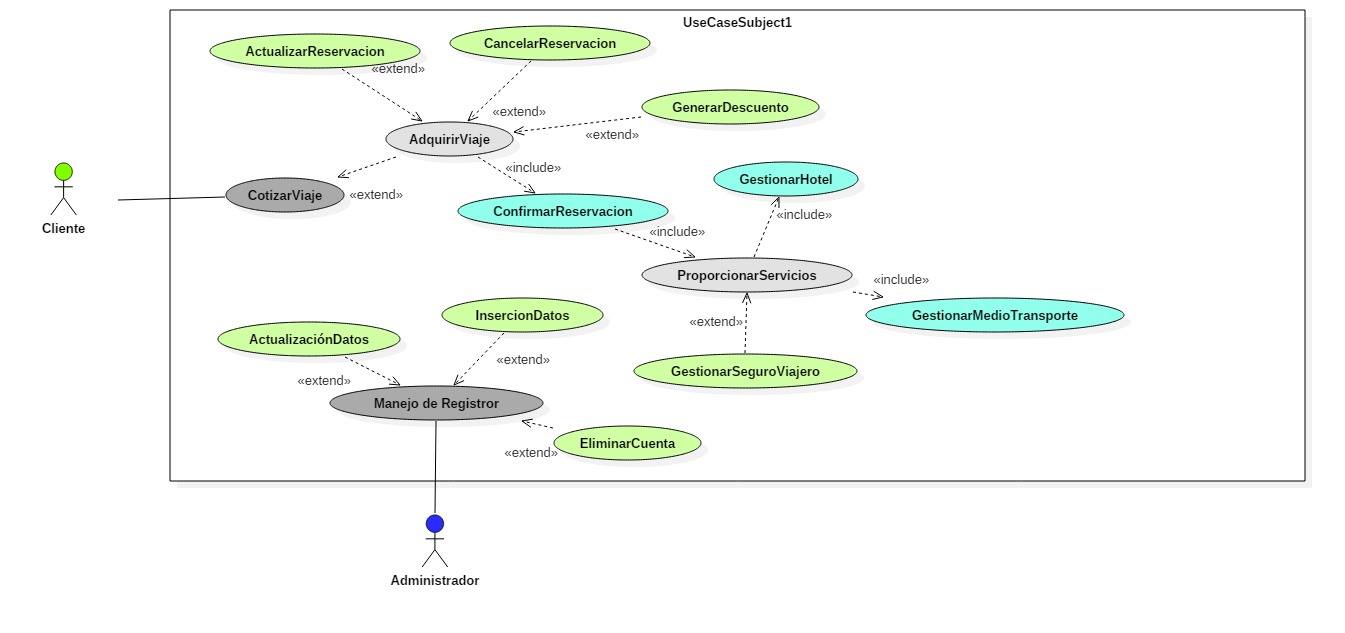 UseCaseSubject1
ActualizarReservacion
CancelarReservacion
«extend»
«extend»
GenerarDescuento
«extend»
AdquirirViaje
«include»
GestionarHotel
CotizarViaje
«extend»
ConfirmarReservacion
«include»
«include»
Cliente
ProporcionarServicios
«include»
GestionarMedioTransporte
InsercionDatos
«extend»
ActualizaciónDatos
«extend»
GestionarSeguroViajero
«extend»
Manejo de Registror
EliminarCuenta
«extend»
Administrador